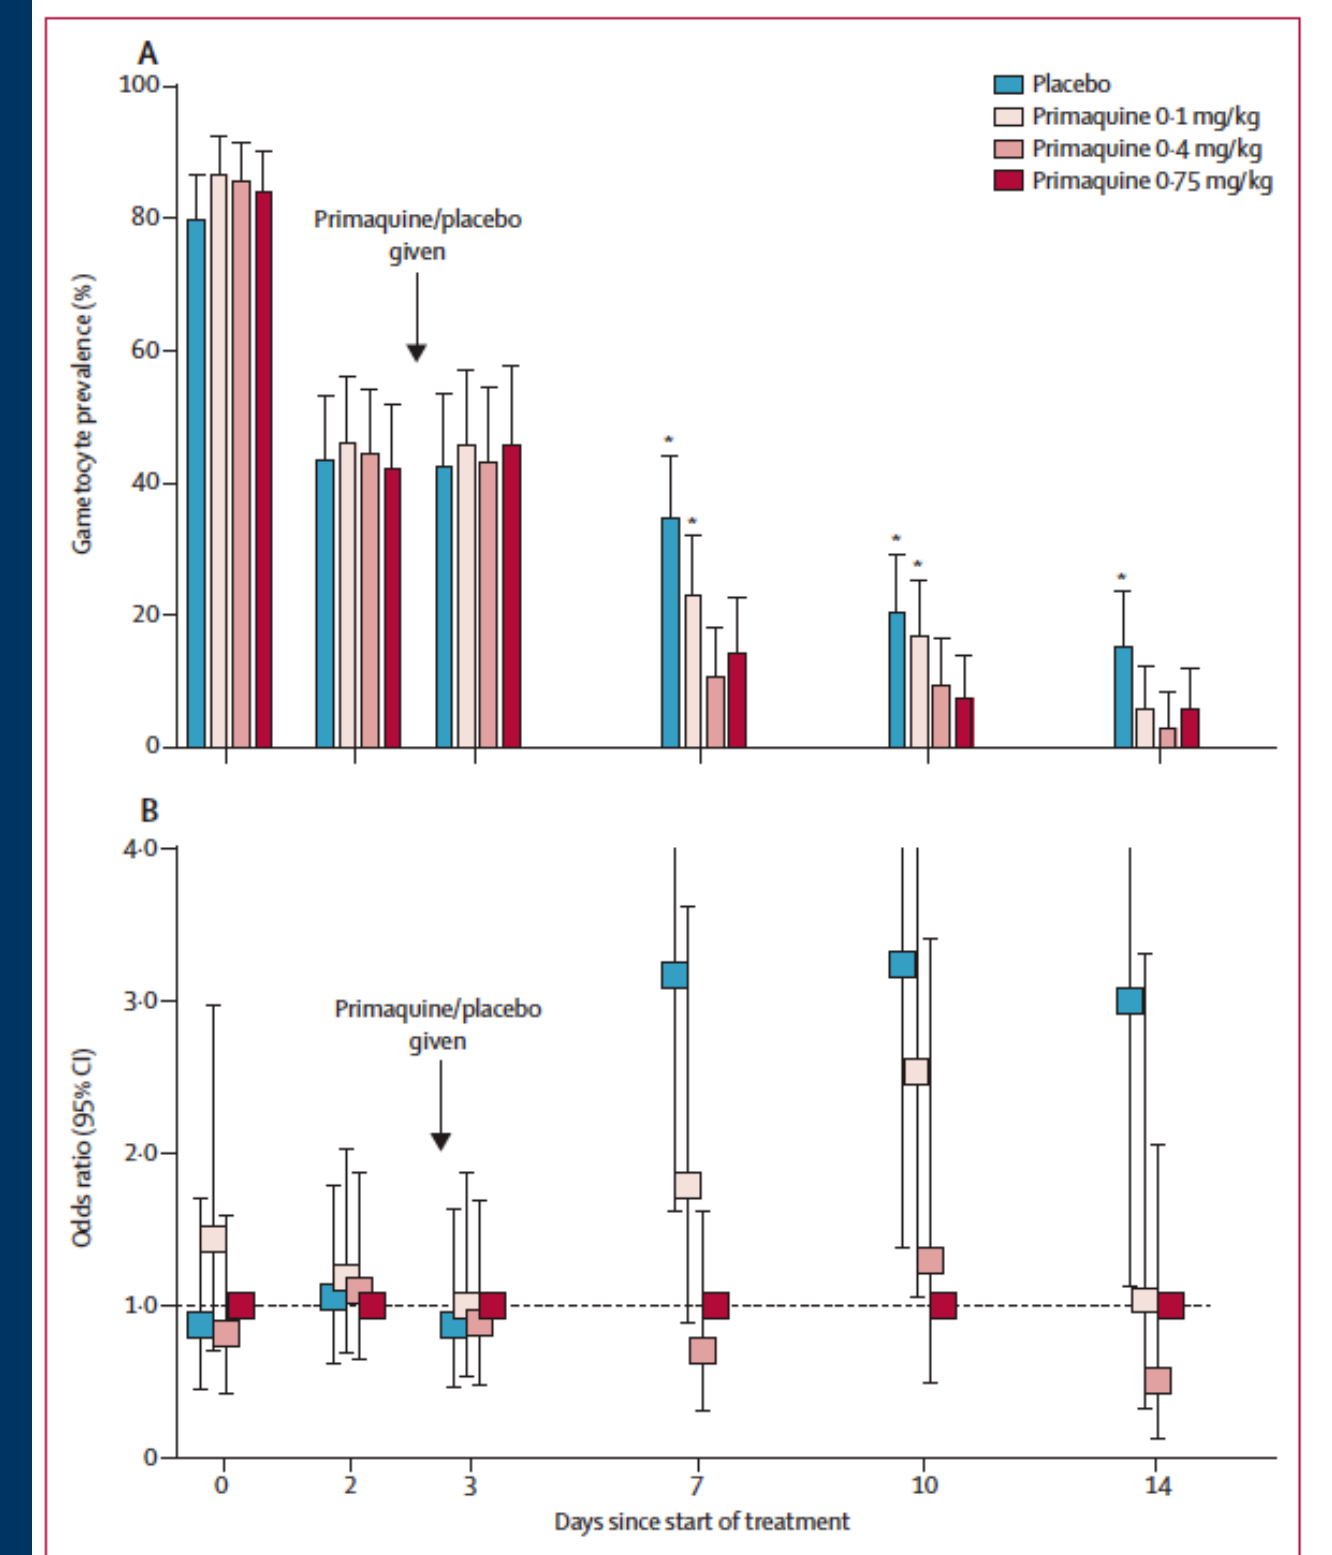 A
100
80
60
40
20
0
Gametocyte prevalence (%)
Placebo
Primaquine 0·1 mg/kg
Primaquine 0·4 mg/kg
Primaquine 0·75 mg/kg
Primaquine/placebo
given
*
*
*
*
*
B
4·0
3·0
2·0
1·0
0
Odds ratio (95% CI)
Primaquine/placebo
given
0 2 3 7 10 14
Days since start of treatment